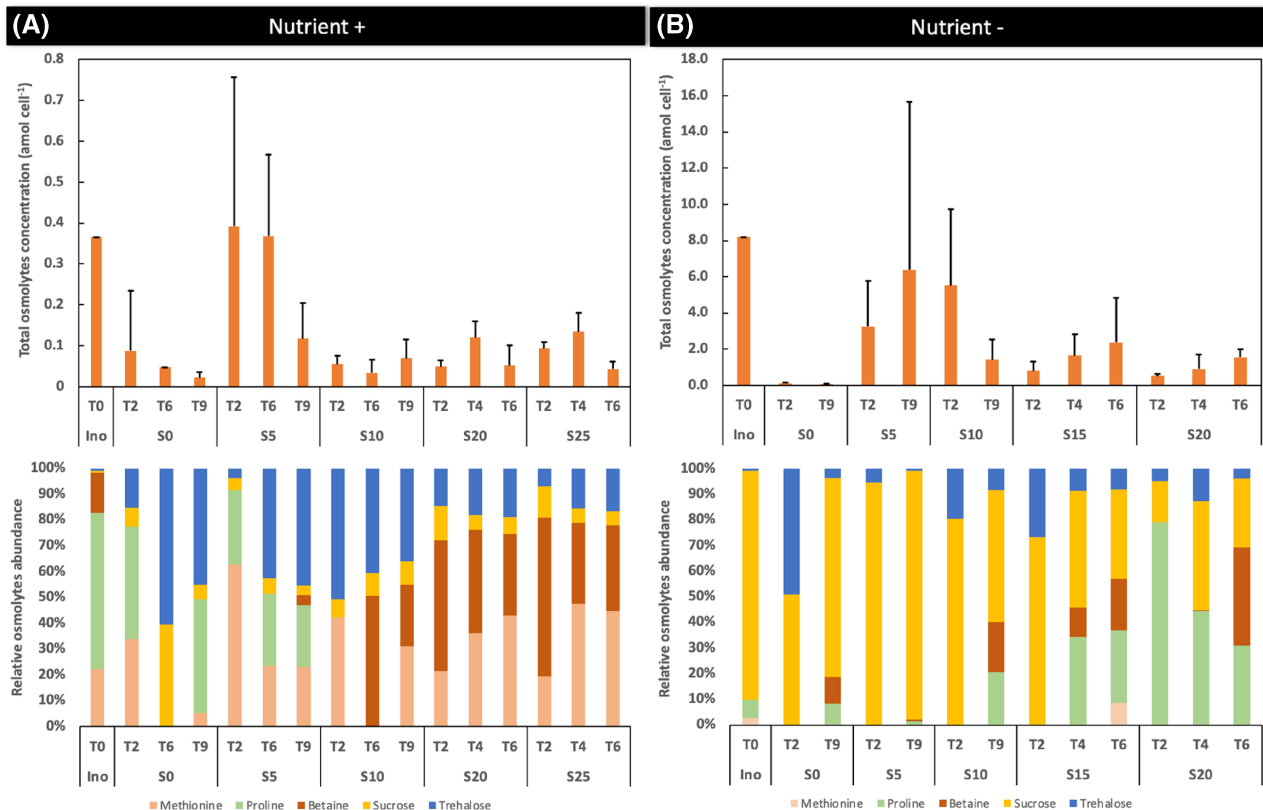 (A) Nutrient +
Total osmolytes concentration (amol cell-1)
0.8
0.7
0.6
0.5
0.4
0.3
0.2
0.1
0
T0 T2 T6 T9 T2 T6 T9 T2 T6 T9 T2 T4 T6 T2 T4 T6
Ino S0 S5 S10 S20 S25
Relative osmolytes abundance
100%
90%
80%
70%
60%
50%
40%
30%
20%
10%
0%
T0 T2 T6 T9 T2 T6 T9 T2 T6 T9 T2 T4 T6 T2 T4 T6
Ino S0 S5 S10 S20 S25
Methionine Proline Betaine Sucrose Trehalose
(B) Nutrient -
Total osmolytes concentration (amol cell-1)
18.0
16.0
14.0
12.0
10.0
8.0
6.0
4.0
2.0
0.0
T0 T2 T9 T2 T9 T2 T9 T2 T4 T6 T2 T4 T6
Ino S0 S5 S10 S15 S20
Relative osmolytes abundance
100%
90%
80%
70%
60%
50%
40%
30%
20%
10%
0%
T0 T2 T9 T2 T9 T2 T9 T2 T4 T6 T2 T4 T6
Ino S0 S5 S10 S15 S20
Methionine Proline Betaine Sucrose Trehalose